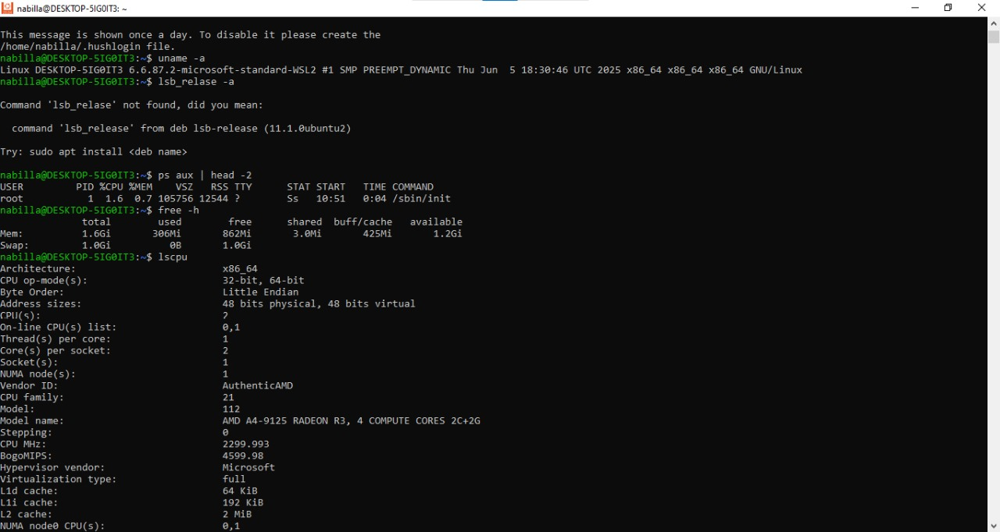 nabilla@DESKTOP-5IG0IT3: ~
This message is shown once a day. To disable it please create the
/home/nabilla/.hushlogin file.
nabilla@DESKTOP-5IG0IT3:~$ uname -a
Linux DESKTOP-5IG0IT3 6.6.87.2-microsoft-standard-WSL2 #1 SMP PREEMPT_DYNAMIC Thu Jun  5 18:30:46 UTC 2025 x86_64 x86_64 x86_64 GNU/Linux
nabilla@DESKTOP-5IG0IT3:~$ lsb_relase -a
Command 'lsb_relase' not found, did you mean:
  command 'lsb_release' from deb lsb-release (11.1.0ubuntu2)
Try: sudo apt install <deb name>
nabilla@DESKTOP-5IG0IT3:~$ ps aux | head -2
USER         PID %CPU %MEM    VSZ   RSS TTY      STAT START   TIME COMMAND
root           1  1.6  0.7 105756 12544 ?        Ss   10:51   0:04 /sbin/init
nabilla@DESKTOP-5IG0IT3:~$ free -h
              total        used        free      shared  buff/cache   available
Mem:          1.6Gi       306Mi       862Mi       3.0Mi       425Mi       1.2Gi
Swap:         1.0Gi          0B       1.0Gi
nabilla@DESKTOP-5IG0IT3:~$ lscpu
Architecture:                         x86_64
CPU op-mode(s):                       32-bit, 64-bit
Byte Order:                           Little Endian
Address sizes:                        48 bits physical, 48 bits virtual
CPU(s):                               2
On-line CPU(s) list:                  0,1
Thread(s) per core:                   1
Core(s) per socket:                   2
Socket(s):                            1
NUMA node(s):                         1
Vendor ID:                            AuthenticAMD
CPU family:                           21
Model:                                112
Model name:                           AMD A4-9125 RADEON R3, 4 COMPUTE CORES 2C+2G
Stepping:                             0
CPU MHz:                              2299.993
BogoMIPS:                             4599.98
Hypervisor vendor:                    Microsoft
Virtualization type:                  full
L1d cache:                            64 KiB
L1i cache:                            192 KiB
L2 cache:                             2 MiB
NUMA node0 CPU(s):                    0,1